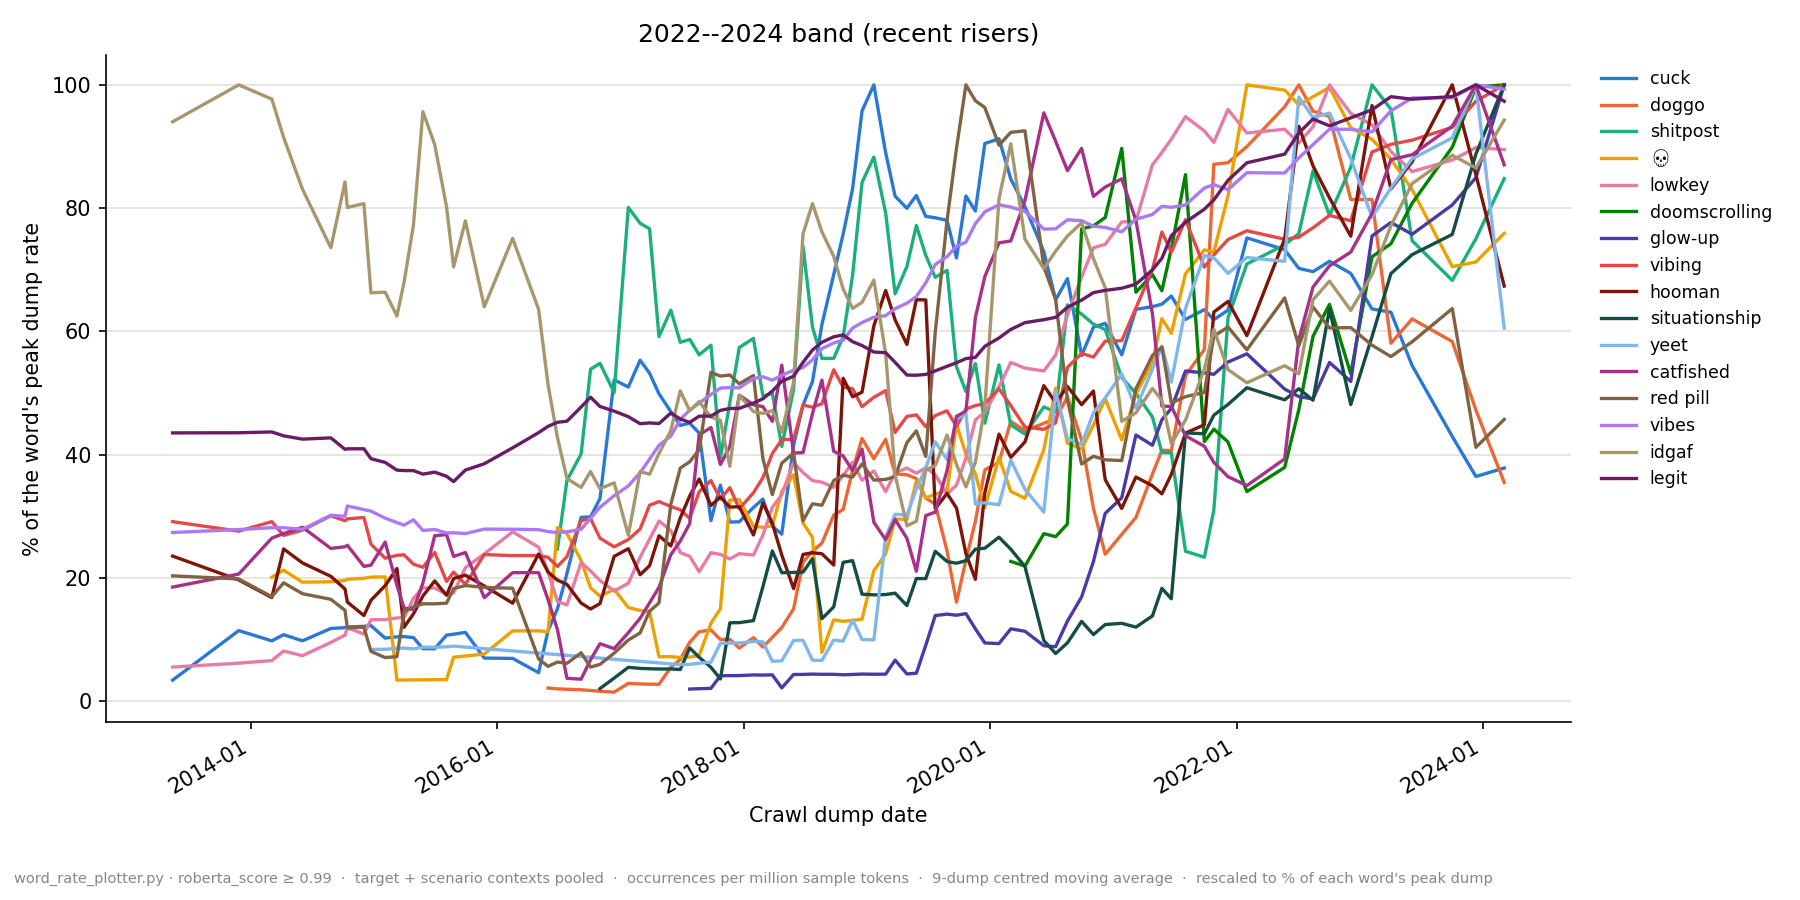 2022--2024 band (recent risers)
% of the word's peak dump rate
100
80
60
40
20
0
2014-01
2016-01
2018-01
2020-01
2022-01
2024-01
Crawl dump date
cuck
doggo
shitpost
💀
lowkey
doomscrolling
glow-up
vibing
hooman
situationship
yeet
catfished
red pill
vibes
idgaf
legit
word_rate_plotter.py · roberta_score ≥ 0.99 · target + scenario contexts pooled · occurrences per million sample tokens · 9-dump centred moving average · rescaled to % of each word's peak dump